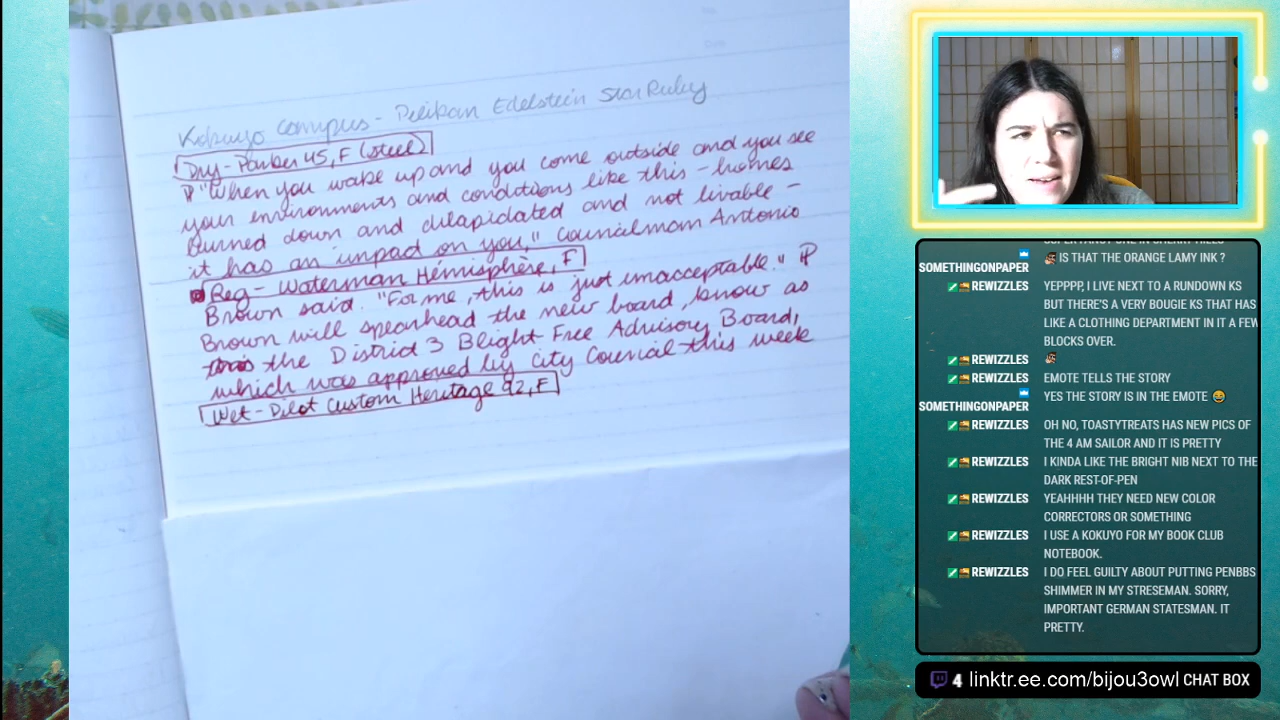 Kokuyo Campus - Pelikan Edelstein Star Ruby
Dry - Parker 45, F (steel)
¶ "When you wake up and you come outside and you see
your environments and conditions like this - homes
burned down and dilapidated and not livable -
it has an impact on you," Councilman Antonio
Reg - Waterman Hémisphère, F
Brown said. "For me, this is just unacceptable." ¶
Brown will spearhead the new board, know as
the District 3 Blight Free Advisory Board,
which was approved by City Council this week
Wet - Pilot Custom Heritage 92, F
SOMETHINGONPAPER IS THAT THE ORANGE LAMY INK ?
REWIZZLES YEPPPP, I LIVE NEXT TO A RUNDOWN KS
BUT THERE'S A VERY BOUGIE KS THAT HAS
LIKE A CLOTHING DEPARTMENT IN IT A FEW
BLOCKS OVER.
REWIZZLES
REWIZZLES EMOTE TELLS THE STORY
SOMETHINGONPAPER YES THE STORY IS IN THE EMOTE 😅
REWIZZLES OH NO, TOASTYTREATS HAS NEW PICS OF
THE 4 AM SAILOR AND IT IS PRETTY
REWIZZLES I KINDA LIKE THE BRIGHT NIB NEXT TO THE
DARK REST-OF-PEN
REWIZZLES YEAHHHH THEY NEED NEW COLOR
CORRECTORS OR SOMETHING
REWIZZLES I USE A KOKUYO FOR MY BOOK CLUB
NOTEBOOK.
REWIZZLES I DO FEEL GUILTY ABOUT PUTTING PENBBS
SHIMMER IN MY STRESEMAN. SORRY,
IMPORTANT GERMAN STATESMAN. IT
PRETTY.
4 linktr.ee.com/bijou3owl CHAT BOX